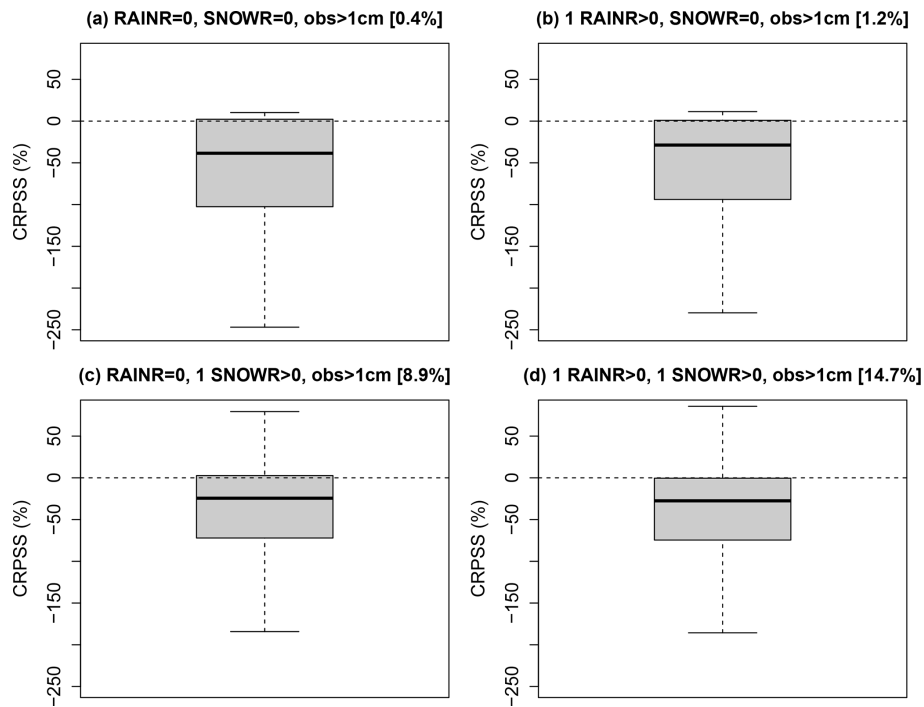 (a) RAINR=0, SNOWR=0, obs>1cm [0.4%]
CRPSS (%)
50
0
−50
−150
−250
(b) 1 RAINR>0, SNOWR=0, obs>1cm [1.2%]
CRPSS (%)
50
0
−50
−150
−250
(c) RAINR=0, 1 SNOWR>0, obs>1cm [8.9%]
CRPSS (%)
50
0
−50
−150
−250
(d) 1 RAINR>0, 1 SNOWR>0, obs>1cm [14.7%]
CRPSS (%)
50
0
−50
−150
−250